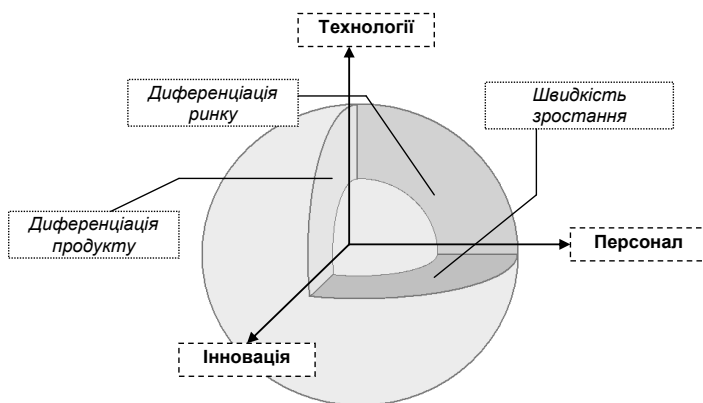 Технології
Диференціація
ринку
Швидкість
зростання
Диференціація
продукту
Персонал
Інновація